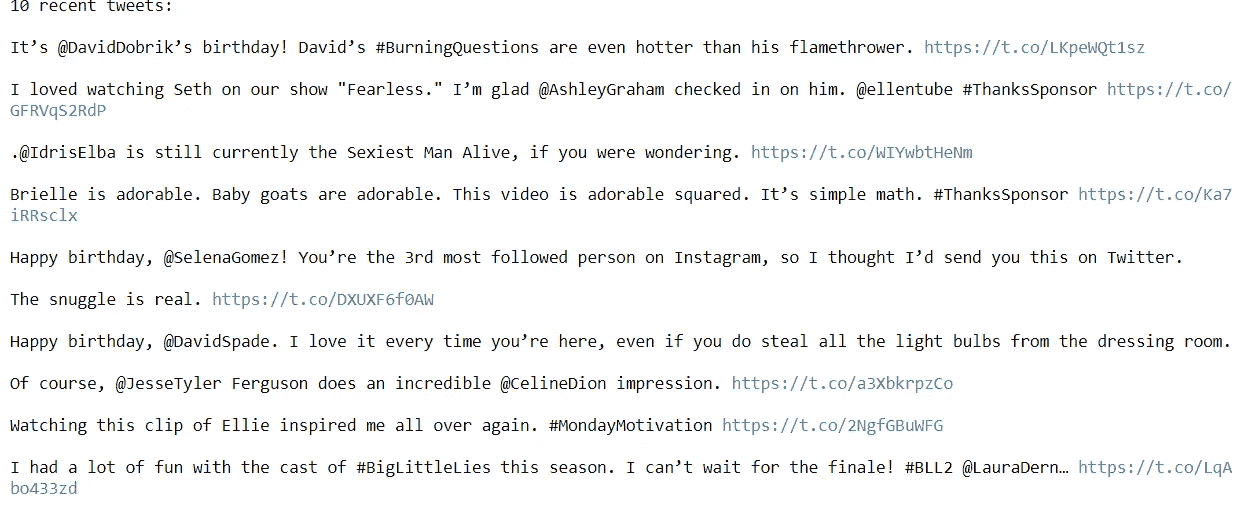 10 recent tweets:
It’s @DavidDobrik’s birthday! David’s #BurningQuestions are even hotter than his flamethrower. https://t.co/LKpeWQt1sz
I loved watching Seth on our show "Fearless." I’m glad @AshleyGraham checked in on him. @ellentube #ThanksSponsor https://t.co/
GFRVqS2RdP
.@IdrisElba is still currently the Sexiest Man Alive, if you were wondering. https://t.co/WIYwbtHeNm
Brielle is adorable. Baby goats are adorable. This video is adorable squared. It’s simple math. #ThanksSponsor https://t.co/Ka7
iRRsclx
Happy birthday, @SelenaGomez! You’re the 3rd most followed person on Instagram, so I thought I’d send you this on Twitter.
The snuggle is real. https://t.co/DXUXF6f0AW
Happy birthday, @DavidSpade. I love it every time you’re here, even if you do steal all the light bulbs from the dressing room.
Of course, @JesseTyler Ferguson does an incredible @CelineDion impression. https://t.co/a3XbkrpzCo
Watching this clip of Ellie inspired me all over again. #MondayMotivation https://t.co/2NgfGBuWFG
I had a lot of fun with the cast of #BigLittleLies this season. I can’t wait for the finale! #BLL2 @LauraDern… https://t.co/LqA
bo433zd